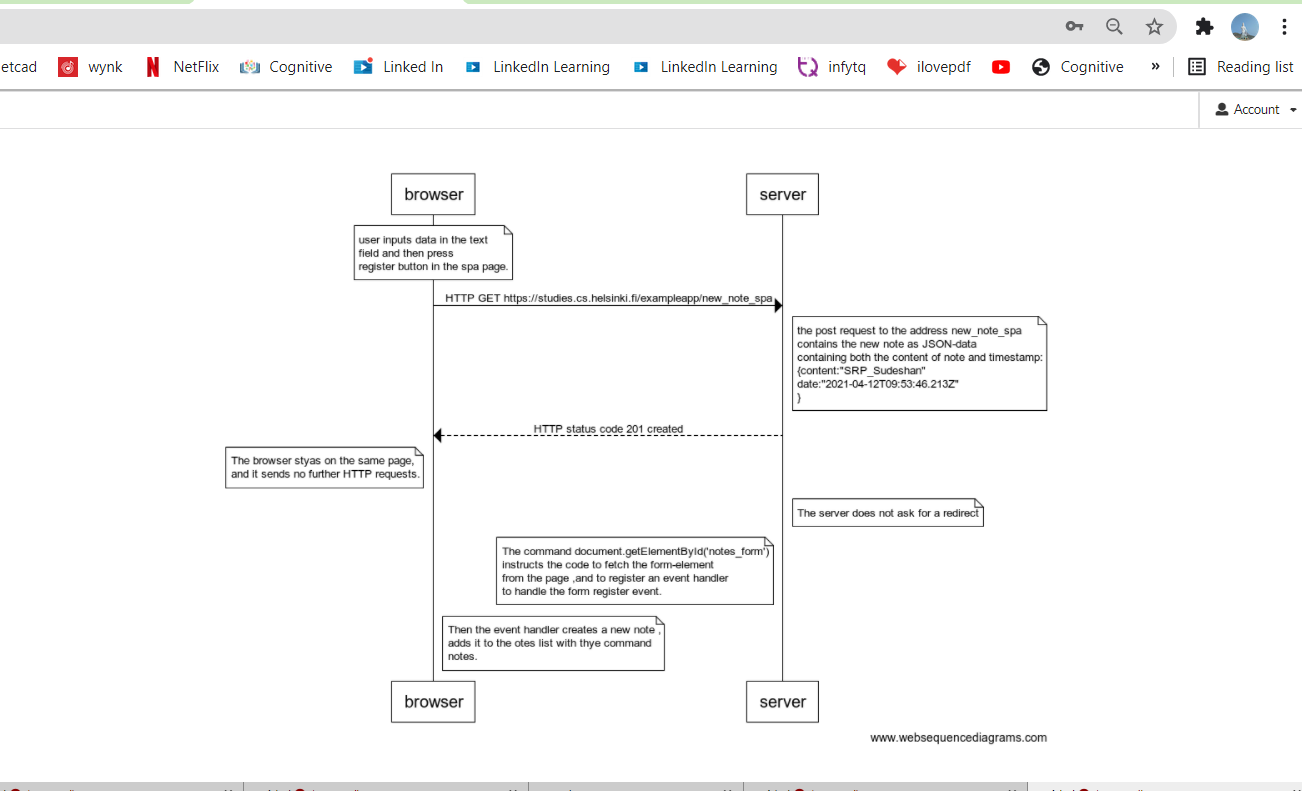 etcad wynk NetFlix Cognitive Linked In LinkedIn Learning LinkedIn Learning infytq ilovepdf Cognitive » Reading list
Account
browser server
user inputs data in the text
field and then press
register button in the spa page.
HTTP GET https://studies.cs.helsinki.fi/exampleapp/new_note_spa
the post request to the address new_note_spa
contains the new note as JSON-data
containing both the content of note and timestamp:
{content:"SRP_Sudeshan"
date:"2021-04-12T09:53:46.213Z"
}
HTTP status code 201 created
The browser styas on the same page,
and it sends no further HTTP requests.
The server does not ask for a redirect
The command document.getElementById('notes_form')
instructs the code to fetch the form-element
from the page ,and to register an event handler
to handle the form register event.
Then the event handler creates a new note ,
adds it to the otes list with thye command
notes.
browser server
www.websequencediagrams.com